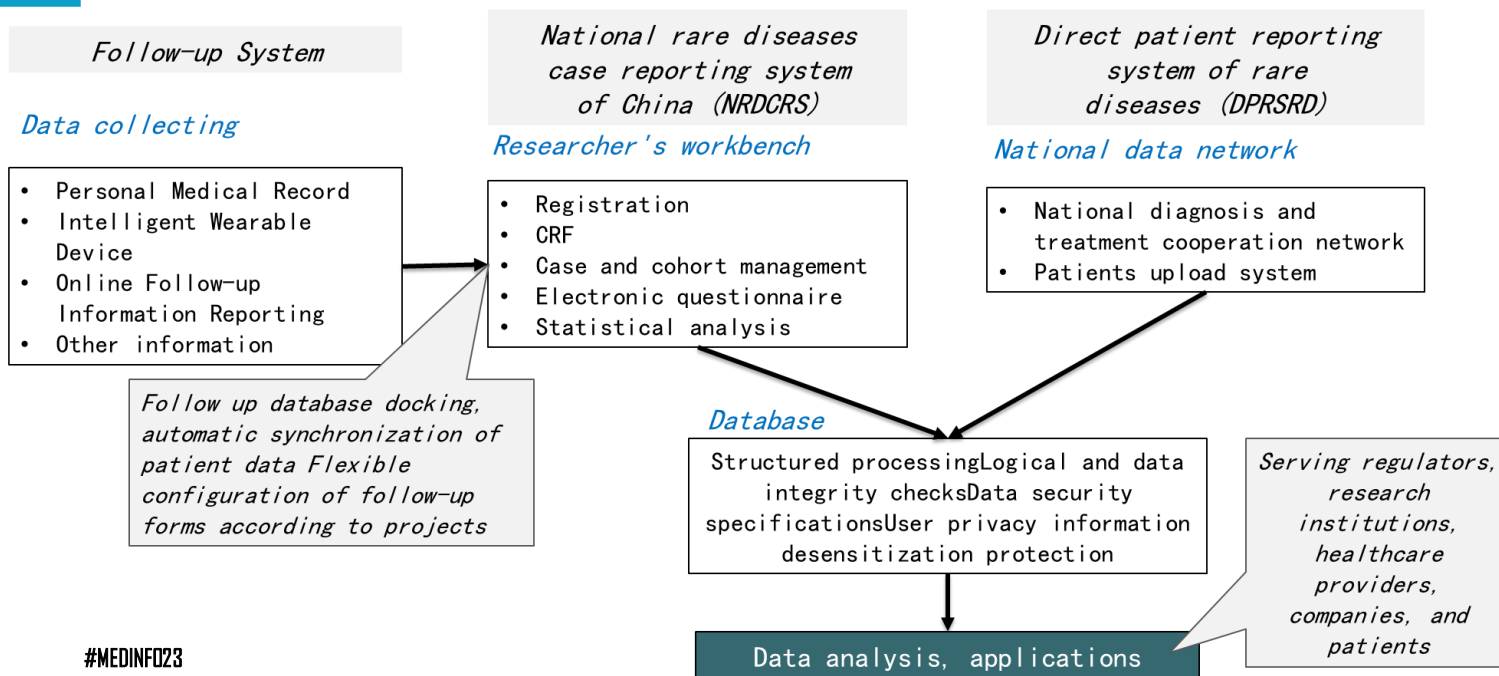 Follow-up System
National rare diseases
case reporting system
of China (NRDCRS)
Direct patient reporting
system of rare
diseases (DPRSRD)
Data collecting
Researcher's workbench
National data network
• Personal Medical Record
• Intelligent Wearable
Device
• Online Follow-up
Information Reporting
• Other information
• Registration
• CRF
• Case and cohort management
• Electronic questionnaire
• Statistical analysis
• National diagnosis and
treatment cooperation network
• Patients upload system
Follow up database docking,
automatic synchronization of
patient data Flexible
configuration of follow-up
forms according to projects
Database
Structured processingLogical and data
integrity checksData security
specificationsUser privacy information
desensitization protection
Serving regulators,
research
institutions,
healthcare
providers,
companies, and
patients
Data analysis, applications
#MEDINFO23